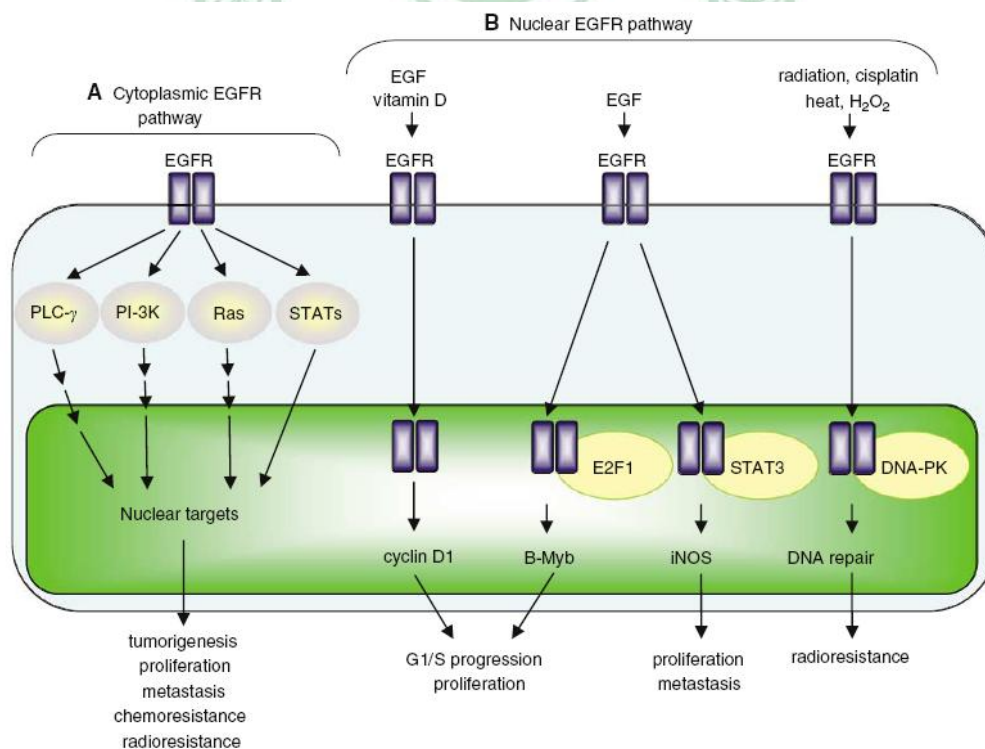 B Nuclear EGFR pathway
A Cytoplasmic EGFR
pathway
EGF
vitamin D
EGF
radiation, cisplatin
heat, H₂O₂
EGFR
EGFR
EGFR
EGFR
PLC-γ
PI-3K
Ras
STATs
E2F1
STAT3
DNA-PK
Nuclear targets
cyclin D1
B-Myb
iNOS
DNA repair
tumorigenesis
proliferation
metastasis
chemoresistance
radioresistance
G1/S progression
proliferation
proliferation
metastasis
radioresistance